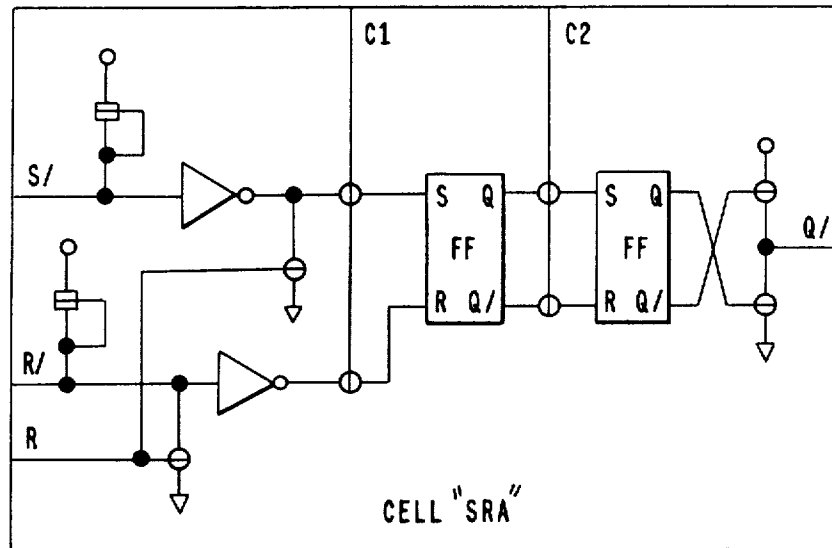 C1 C2
S/
S Q S Q Q/
FF FF
R Q/ R Q/
R/
R
CELL "SRA"